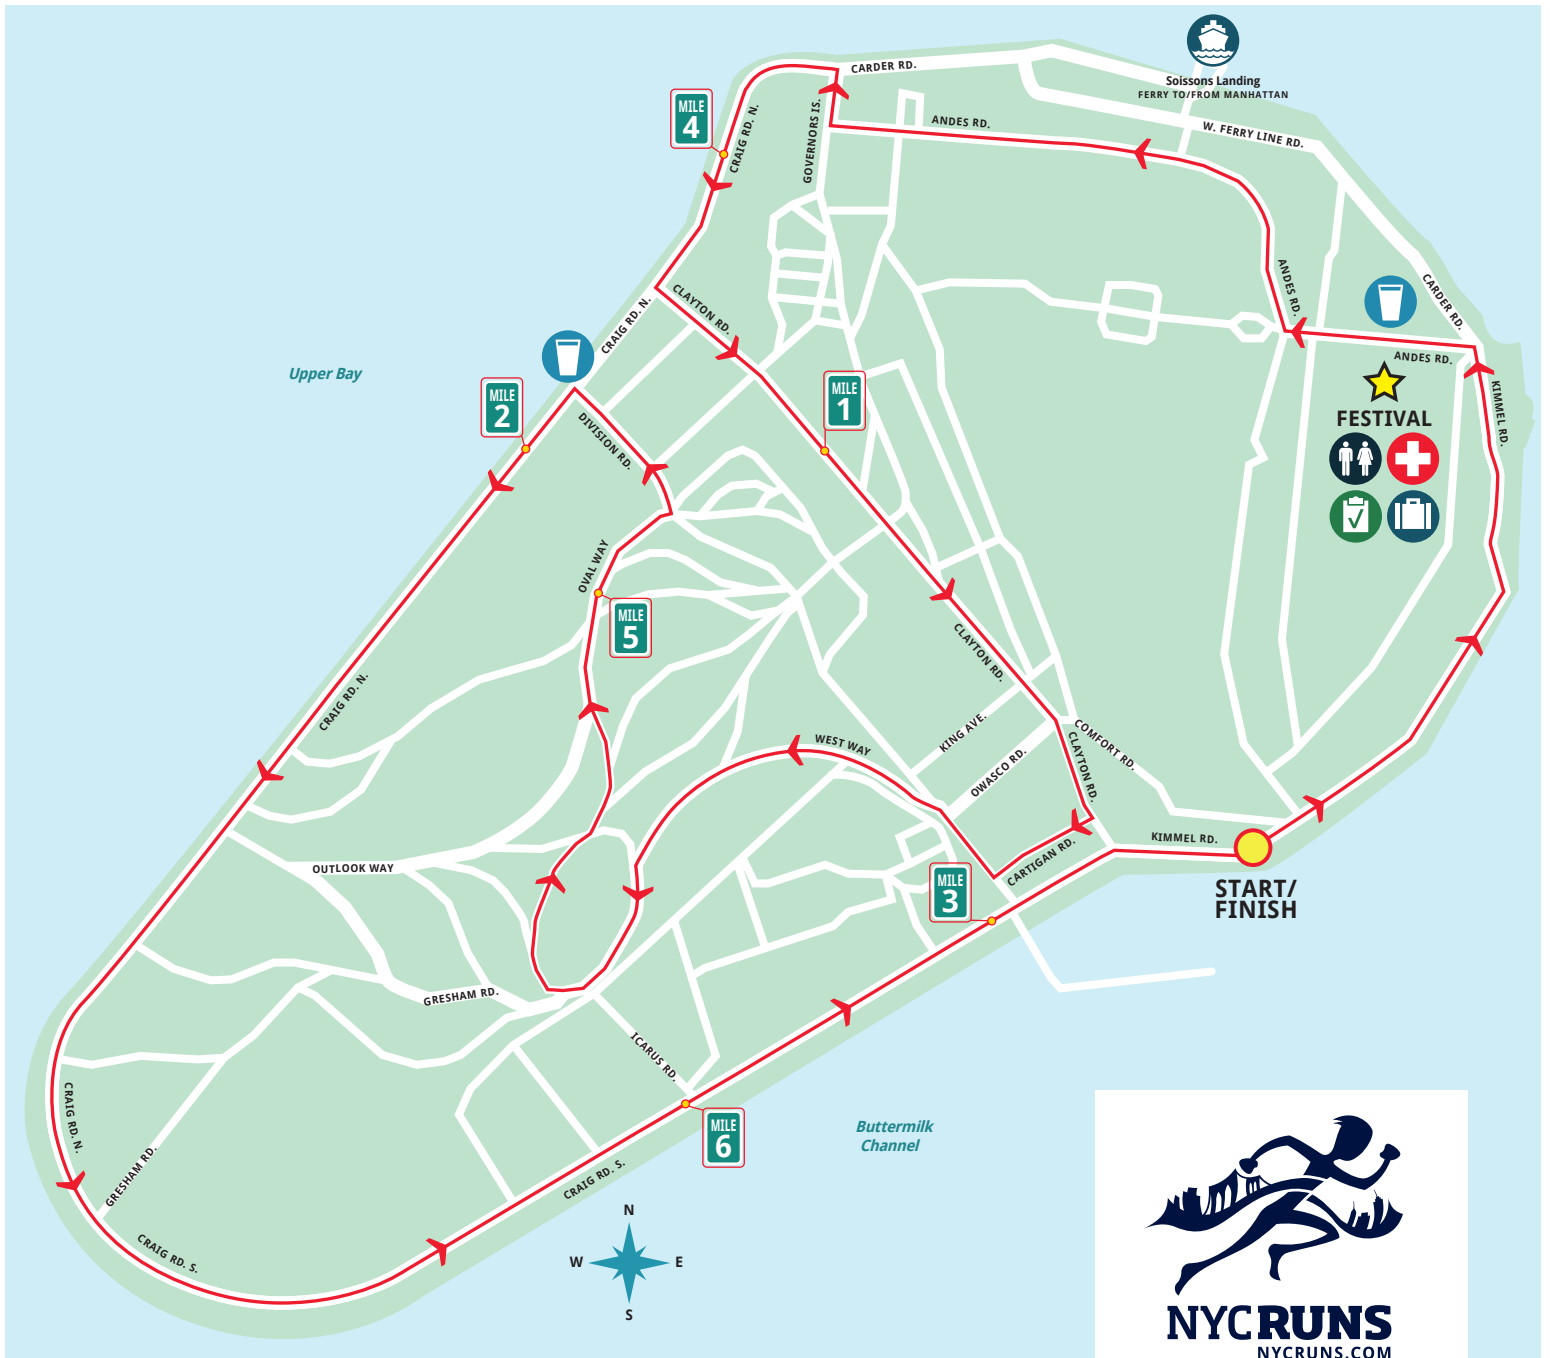 Soissons Landing
FERRY TO/FROM MANHATTAN
CARDER RD.
ANDES RD.
W. FERRY LINE RD.
GOVERNORS IS.
MILE
4
CRAIG RD. N.
CLAYTON RD.
CRAIG RD. N.
ANDES RD.
CARDER RD.
ANDES RD.
KIMMEL RD.
FESTIVAL
Upper Bay
MILE
2
MILE
1
DIVISION RD.
OVAL WAY
MILE
5
CLAYTON RD.
CRAIG RD. N.
KING AVE.
COMFORT RD.
WEST WAY
OWASCO RD.
CLAYTON RD.
KIMMEL RD.
CARTIGAN RD.
START/
FINISH
MILE
3
OUTLOOK WAY
GRESHAM RD.
ICARUS RD.
CRAIG RD. N.
MILE
6
Buttermilk
Channel
GRESHAM RD.
CRAIG RD. S.
CRAIG RD. S.
N
W
E
S
NYCRUNS
NYCRUNS.COM